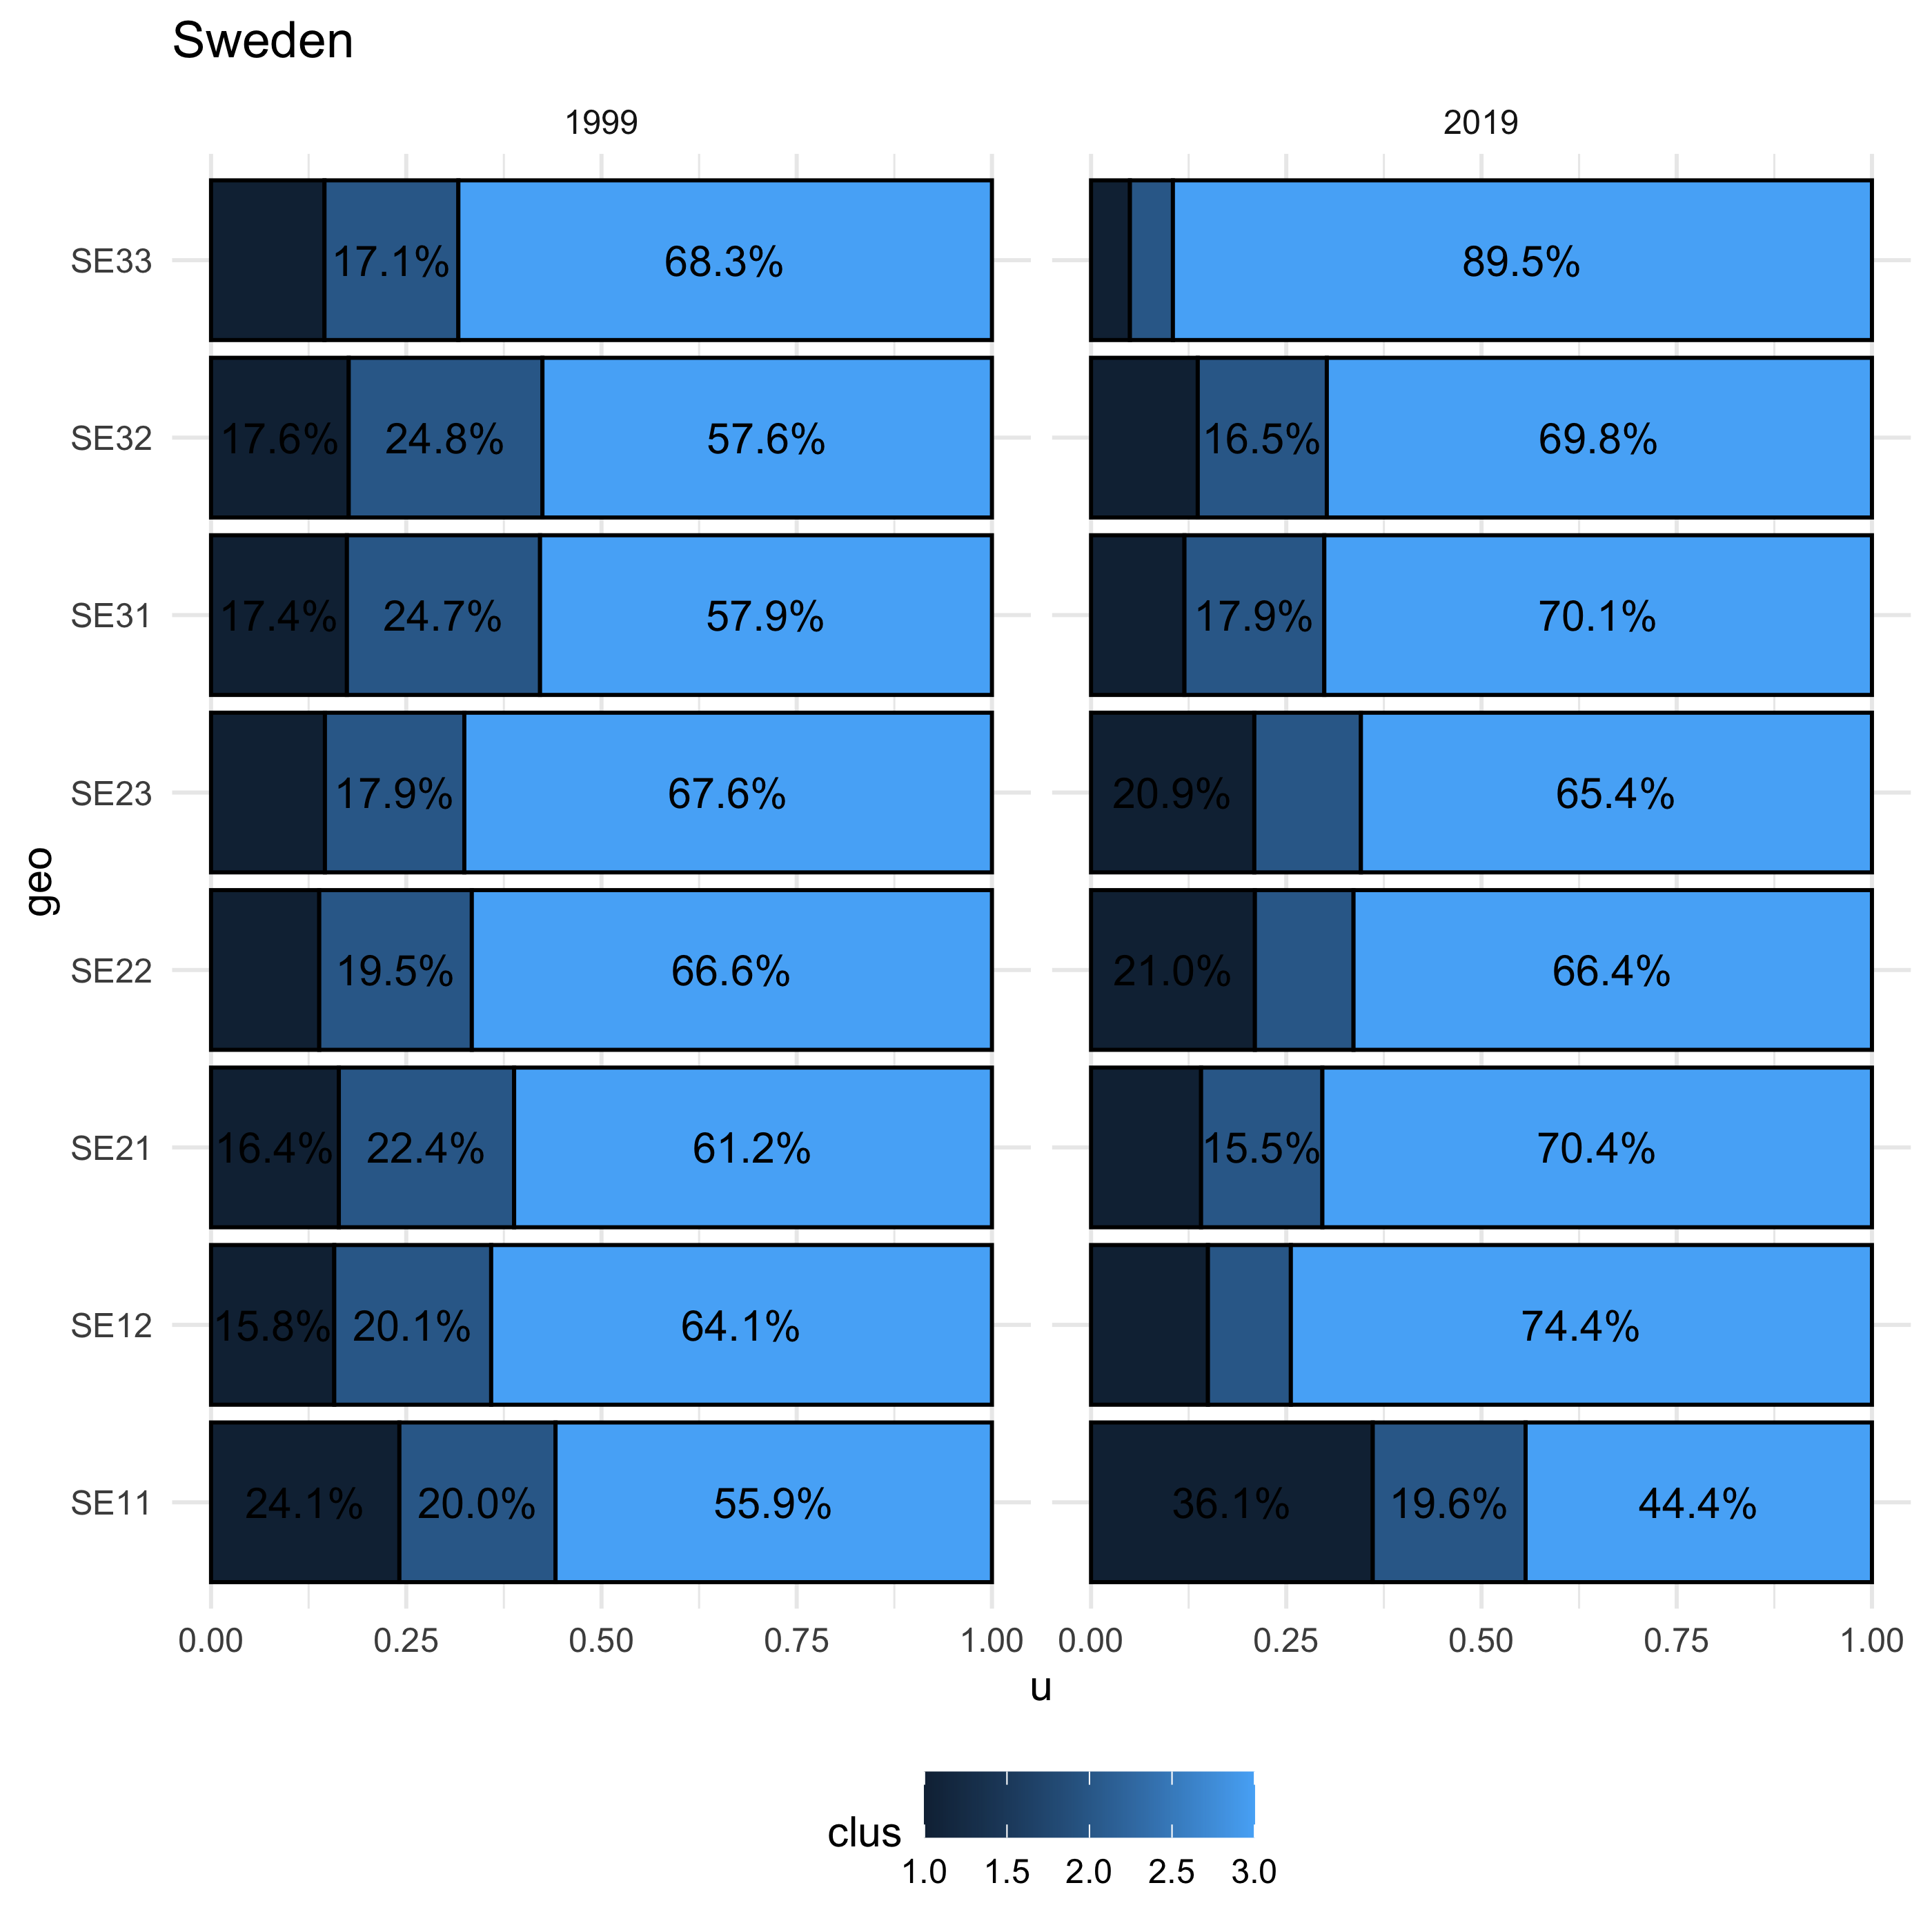 Sweden
1999 2019
SE33 17.1% 68.3% 89.5%
SE32 17.6% 24.8% 57.6% 16.5% 69.8%
SE31 17.4% 24.7% 57.9% 17.9% 70.1%
SE23 17.9% 67.6% 20.9% 65.4%
SE22 19.5% 66.6% 21.0% 66.4%
SE21 16.4% 22.4% 61.2% 15.5% 70.4%
SE12 15.8% 20.1% 64.1% 74.4%
SE11 24.1% 20.0% 55.9% 36.1% 19.6% 44.4%
geo
0.00 0.25 0.50 0.75 1.00 0.00 0.25 0.50 0.75 1.00
u
clus
1.0 1.5 2.0 2.5 3.0